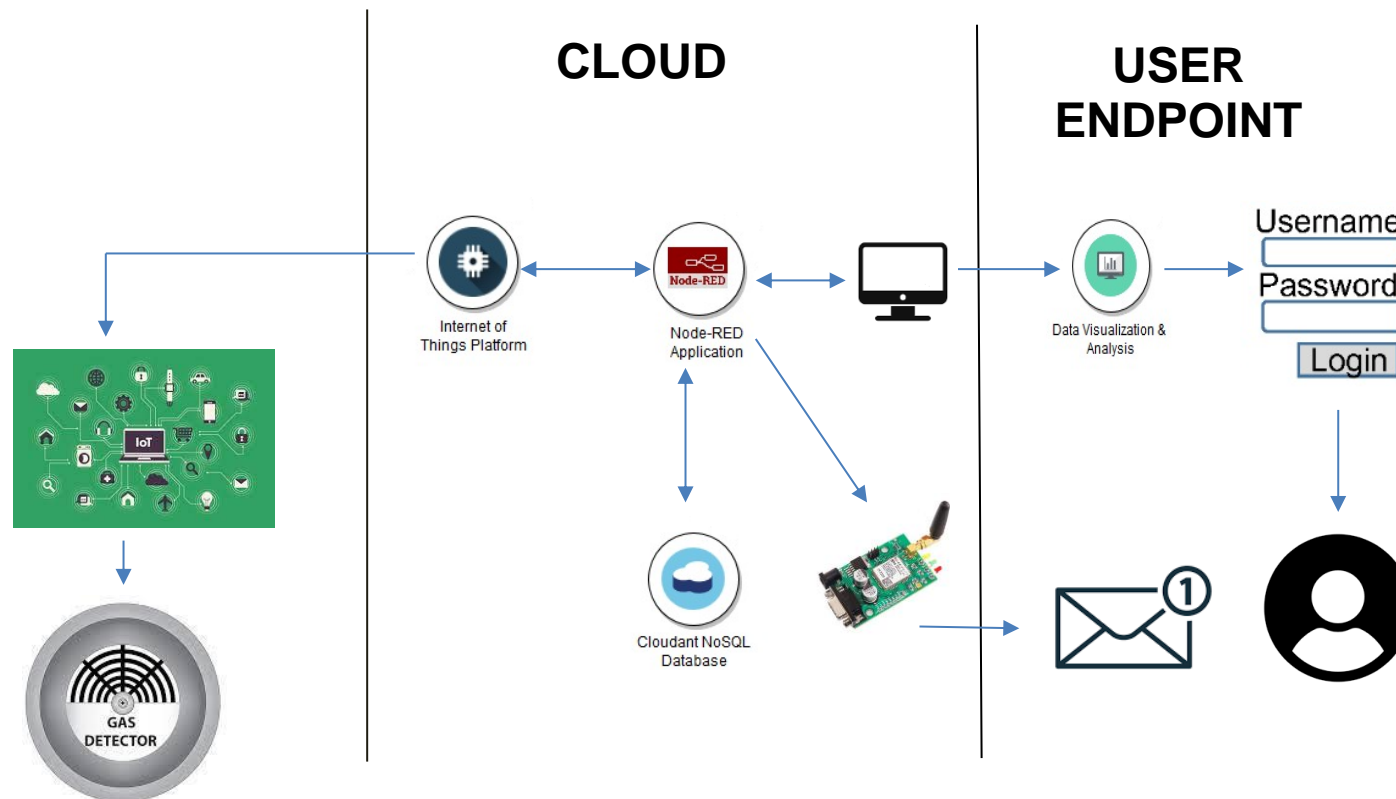 CLOUD
USER
ENDPOINT
Username
Password
Login
Node-RED
Internet of
Things Platform
Node-RED
Application
Data Visualization &
Analysis
IoT
Cloudant NoSQL
Database
1
GAS
DETECTOR